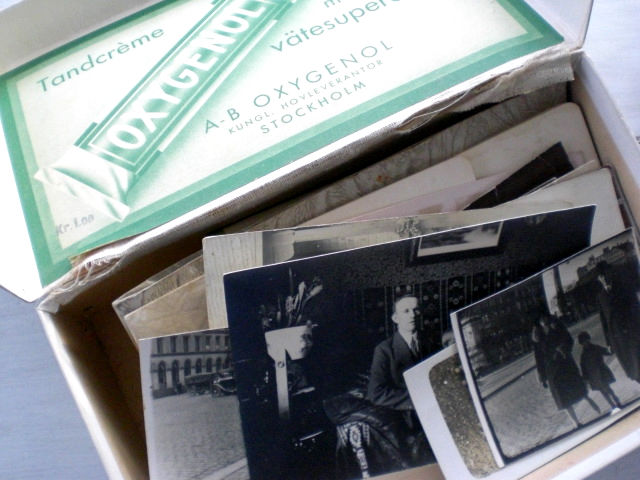 Tandcrème
OXYGENOL
vätesuper
A-B OXYGENOL
KUNGL. HOVLEVERANTÖR
STOCKHOLM
Kr. 1.00